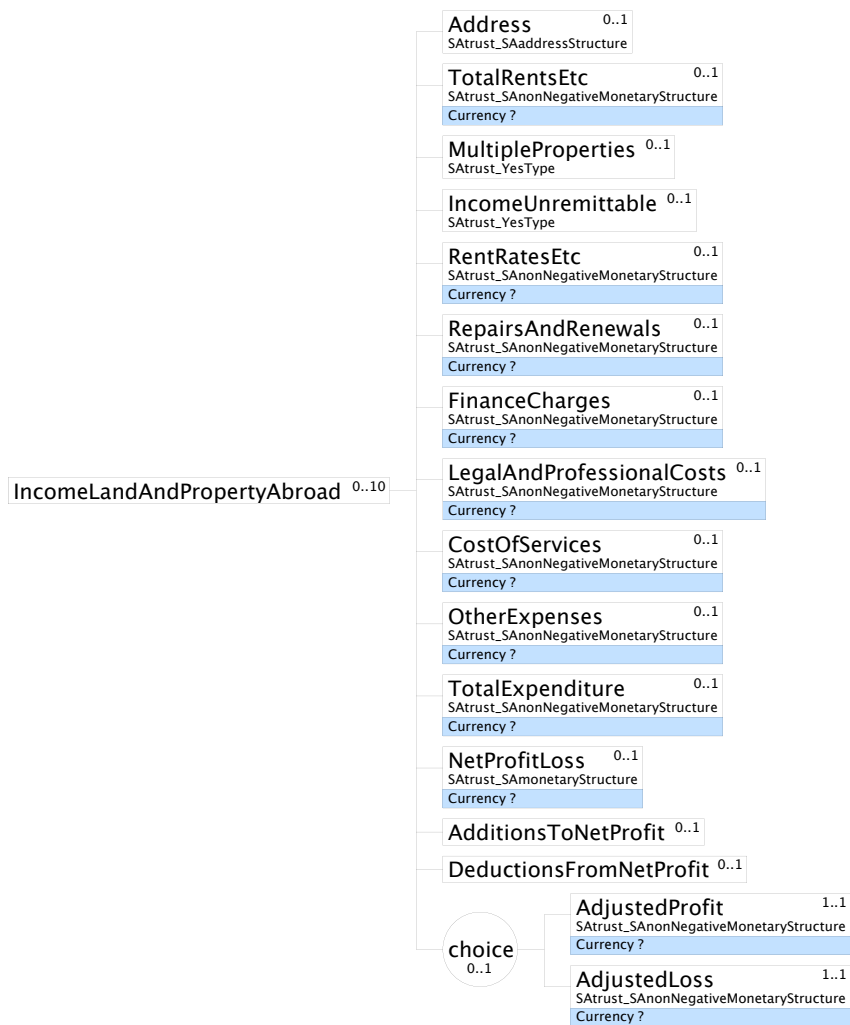 Address 0..1
SAtrust_SAaddressStructure
TotalRentsEtc 0..1
SAtrust_SAnonNegativeMonetaryStructure
Currency ?
MultipleProperties 0..1
SAtrust_YesType
IncomeUnremittable 0..1
SAtrust_YesType
RentRatesEtc 0..1
SAtrust_SAnonNegativeMonetaryStructure
Currency ?
RepairsAndRenewals 0..1
SAtrust_SAnonNegativeMonetaryStructure
Currency ?
FinanceCharges 0..1
SAtrust_SAnonNegativeMonetaryStructure
Currency ?
IncomeLandAndPropertyAbroad 0..10
LegalAndProfessionalCosts 0..1
SAtrust_SAnonNegativeMonetaryStructure
Currency ?
CostOfServices 0..1
SAtrust_SAnonNegativeMonetaryStructure
Currency ?
OtherExpenses 0..1
SAtrust_SAnonNegativeMonetaryStructure
Currency ?
TotalExpenditure 0..1
SAtrust_SAnonNegativeMonetaryStructure
Currency ?
NetProfitLoss 0..1
SAtrust_SAmonetaryStructure
Currency ?
AdditionsToNetProfit 0..1
DeductionsFromNetProfit 0..1
choice
0..1
AdjustedProfit 1..1
SAtrust_SAnonNegativeMonetaryStructure
Currency ?
AdjustedLoss 1..1
SAtrust_SAnonNegativeMonetaryStructure
Currency ?